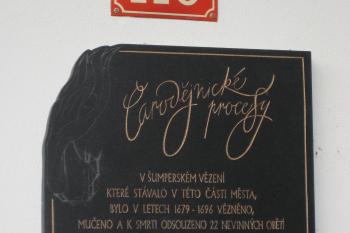 Čarodějnické
procesy
V ŠUMPERSKÉM VĚZENÍ
KTERÉ STÁVALO V TÉTO ČÁSTI MĚSTA,
BYLO V LETECH 1679 - 1696 VĚZNĚNO,
MUČENO A K SMRTI ODSOUZENO 22 NEVINNÝCH OBĚTÍ